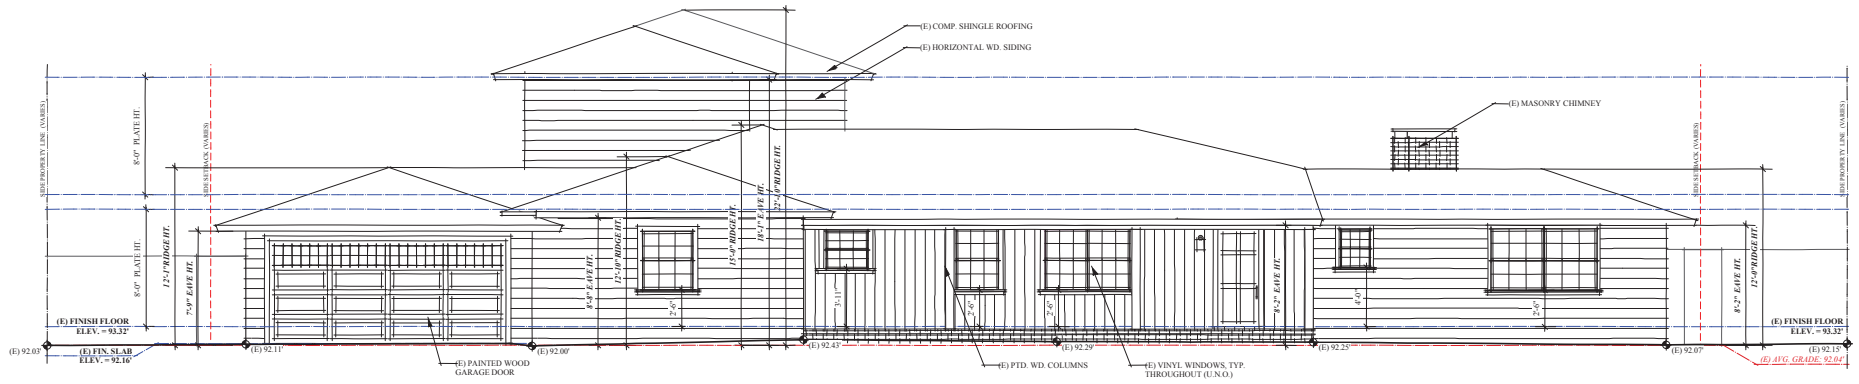 (E) COMP. SHINGLE ROOFING
(E) HORIZONTAL WD. SIDING
(E) MASONRY CHIMNEY
SIDE PROPERTY LINE (VARIES)
8'-0" PLATE HT.
SIDE SETBACK (VARIES)
8'-0" PLATE HT.
12'-1" RIDGE HT.
7'-9" EAVE HT.
8'-8" EAVE HT.
12'-10" RIDGE HT.
2'-6"
15'-0" RIDGE HT.
18'-1" EAVE HT.
3'-11"
2'-6"
2'-6"
8'-2" EAVE HT.
4'-0"
2'-6"
SIDE SETBACK (VARIES)
8'-2" EAVE HT.
12'-0" RIDGE HT.
SIDE PROPERTY LINE (VARIES)
(E) FINISH FLOOR
ELEV. = 93.32'
(E) FINISH FLOOR
ELEV. = 93.32'
(E) 92.03'
(E) FIN. SLAB
ELEV. = 92.16'
(E) 92.11'
(E) 92.00'
(E) 92.43'
(E) 92.29'
(E) 92.25'
(E) 92.07'
(E) 92.15'
(E) AVG. GRADE: 92.04'
(E) PAINTED WOOD
GARAGE DOOR
(E) PTD. WD. COLUMNS
(E) VINYL WINDOWS, TYP.
THROUGHOUT (U.N.O.)